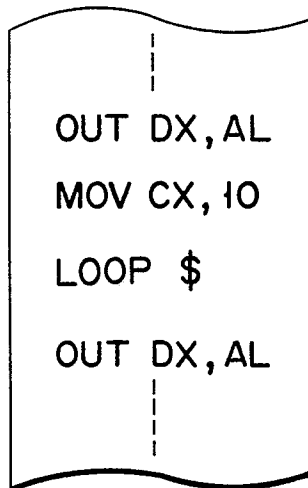 OUT DX, AL
MOV CX, 10
LOOP $
OUT DX, AL